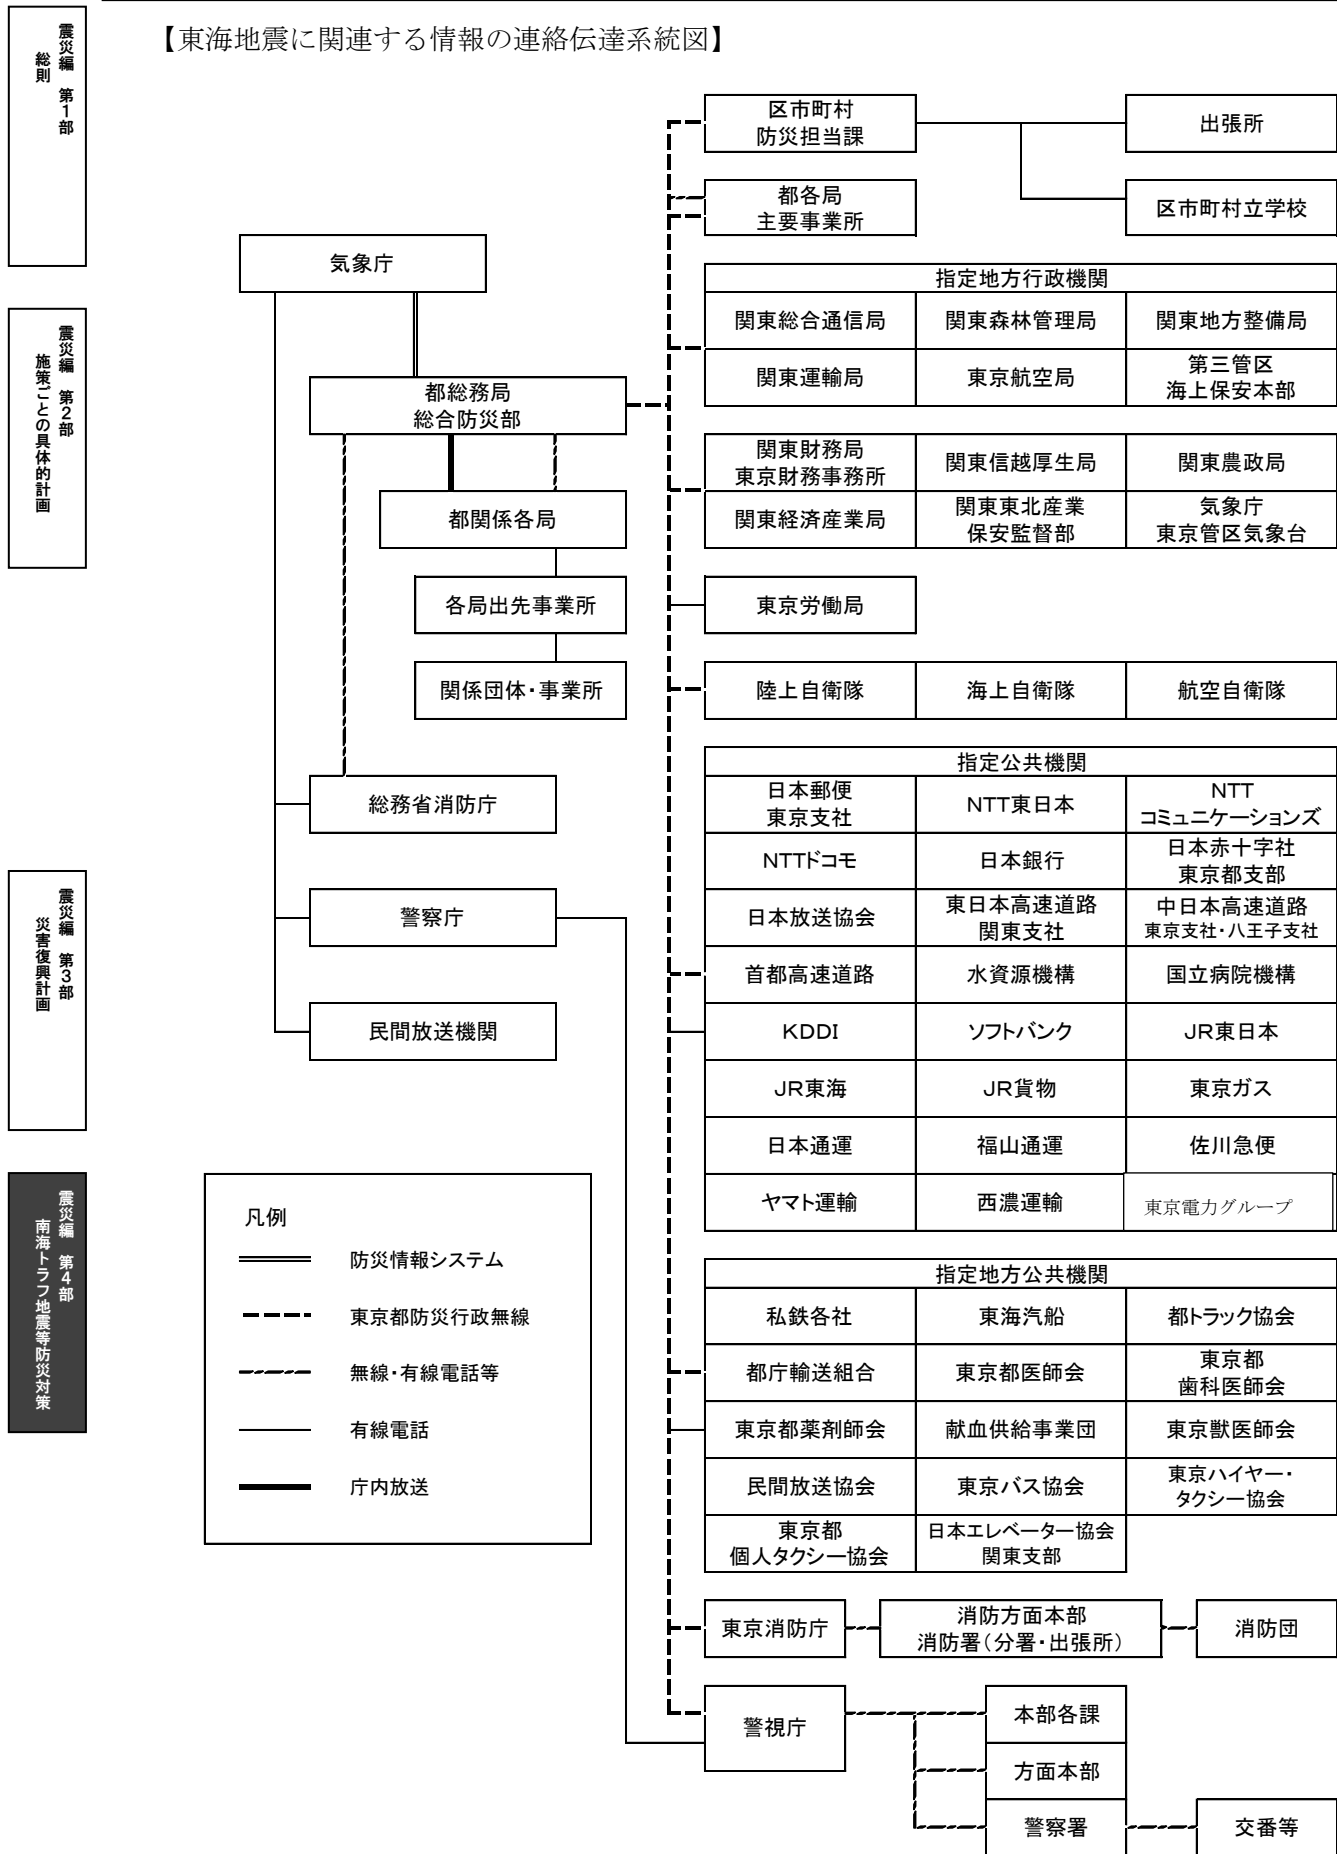 震災編 第1部
総則
震災編 第2部
施策ごとの具体的計画
震災編 第3部
災害復興計画
震災編 第4部
南海トラフ地震等防災対策
【東海地震に関連する情報の連絡伝達系統図】
気象庁
都総務局
総合防災部
都関係各局
各局出先事業所
関係団体・事業所
総務省消防庁
警察庁
民間放送機関
凡例
防災情報システム
東京都防災行政無線
無線・有線電話等
有線電話
庁内放送
区市町村
防災担当課
出張所
区市町村立学校
都各局
主要事業所
指定地方行政機関
関東総合通信局
関東森林管理局
関東地方整備局
関東運輸局
東京航空局
第三管区
海上保安本部
関東財務局
東京財務事務所
関東信越厚生局
関東農政局
関東経済産業局
関東東北産業
保安監督部
気象庁
東京管区気象台
東京労働局
陸上自衛隊
海上自衛隊
航空自衛隊
指定公共機関
日本郵便
東京支社
NTT東日本
NTT
コミュニケーションズ
NTTドコモ
日本銀行
日本赤十字社
東京都支部
日本放送協会
東日本高速道路
関東支社
中日本高速道路
東京支社・八王子支社
首都高速道路
水資源機構
国立病院機構
KDDI
ソフトバンク
JR東日本
JR東海
JR貨物
東京ガス
日本通運
福山通運
佐川急便
ヤマト運輸
西濃運輸
東京電力グループ
指定地方公共機関
私鉄各社
東海汽船
都トラック協会
都庁輸送組合
東京都医師会
東京都
歯科医師会
東京都薬剤師会
献血供給事業団
東京獣医師会
民間放送協会
東京バス協会
東京ハイヤー・
タクシー協会
東京都
個人タクシー協会
日本エレベーター協会
関東支部
東京消防庁
消防方面本部
消防署(分署・出張所)
消防団
警視庁
本部各課
方面本部
警察署
交番等